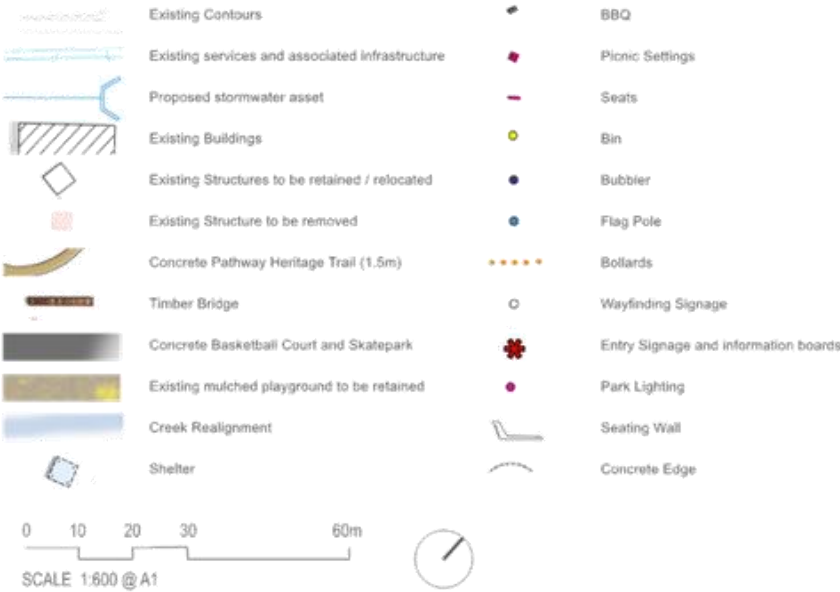 Existing Contours
Existing services and associated infrastructure
Proposed stormwater asset
Existing Buildings
Existing Structures to be retained / relocated
Existing Structure to be removed
Concrete Pathway Heritage Trail (1.5m)
Timber Bridge
Concrete Basketball Court and Skatepark
Existing mulched playground to be retained
Creek Realignment
Shelter
BBQ
Picnic Settings
Seats
Bin
Bubbler
Flag Pole
Bollards
Wayfinding Signage
Entry Signage and information boards
Park Lighting
Seating Wall
Concrete Edge
0 10 20 30 60m
SCALE 1:600 @ A1